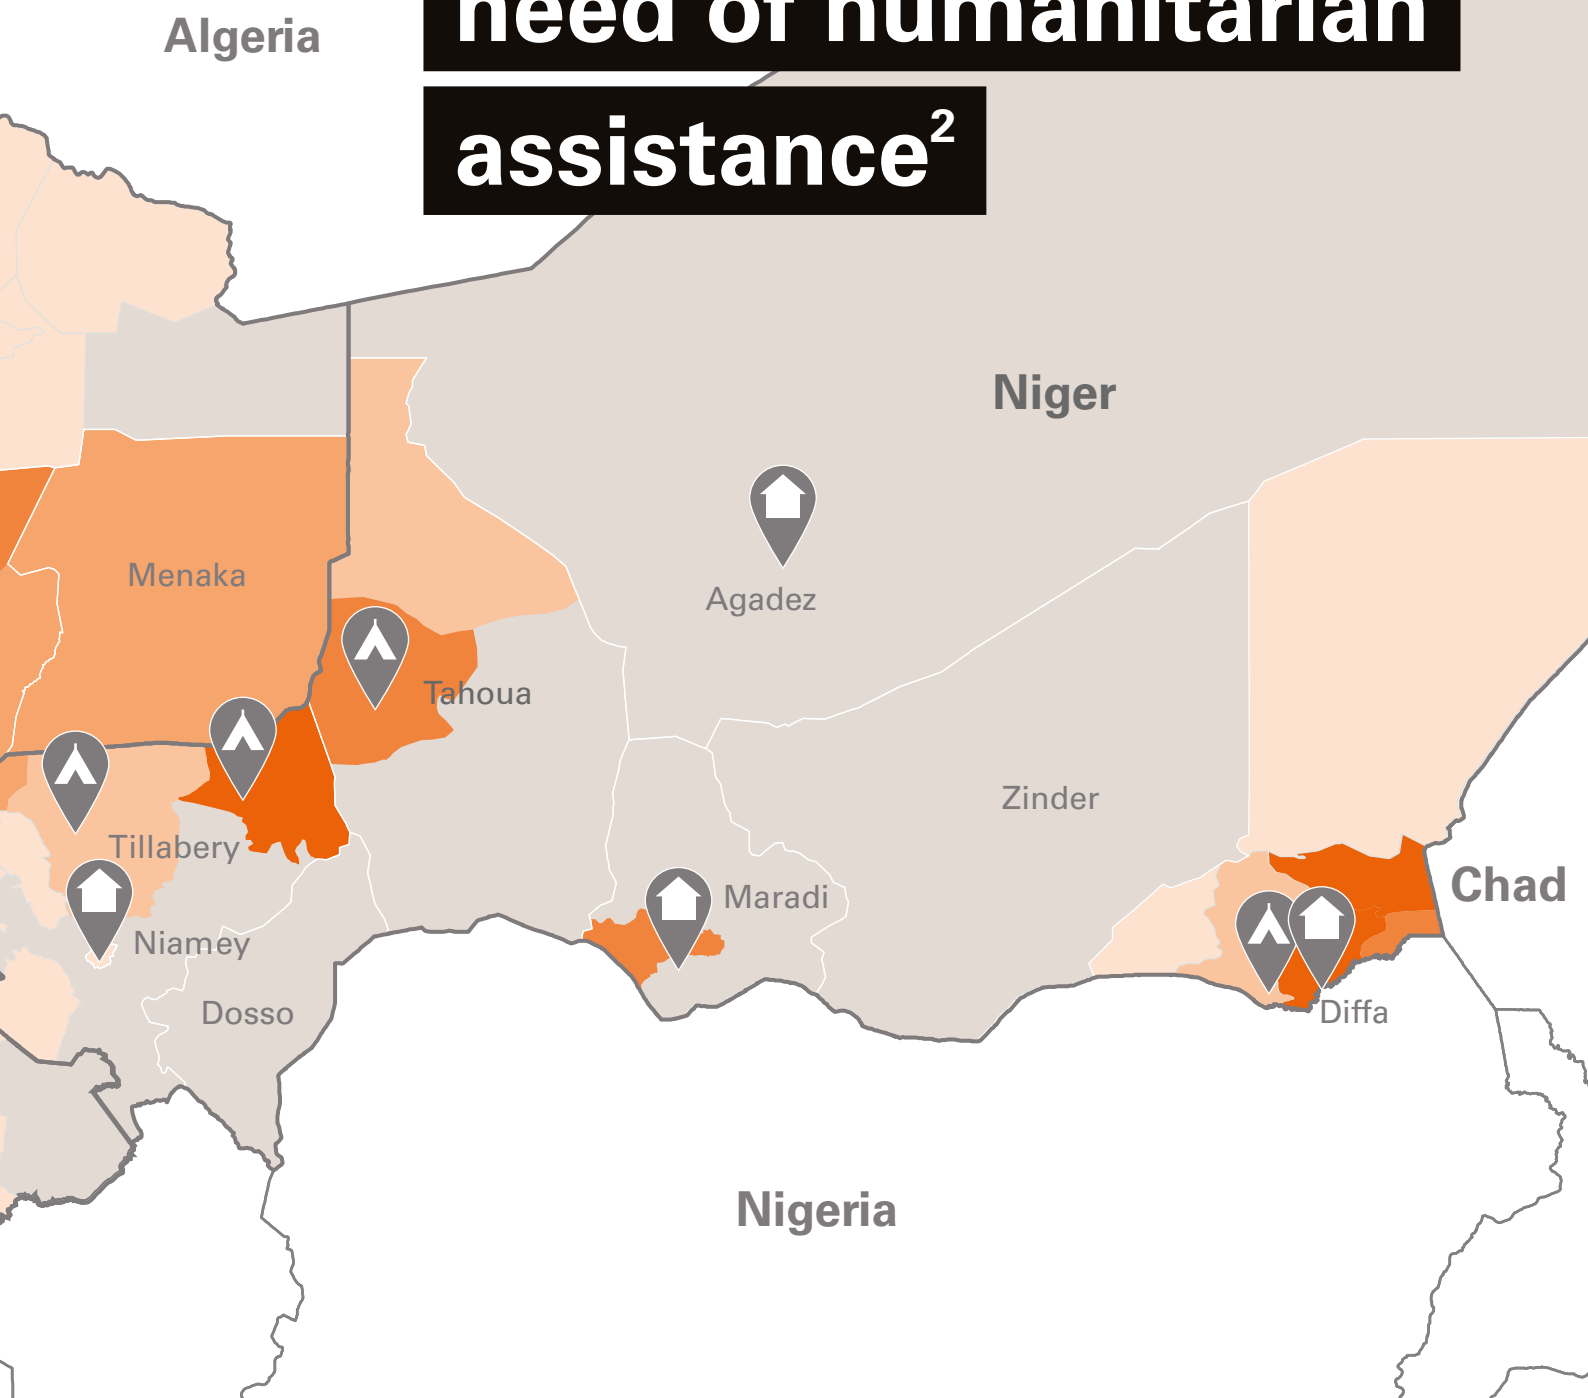 need of humanitarian
Algeria
assistance²
Niger
Menaka
Agadez
Tahoua
Zinder
Tillabery
Chad
Maradi
Niamey
Dosso
Diffa
Nigeria